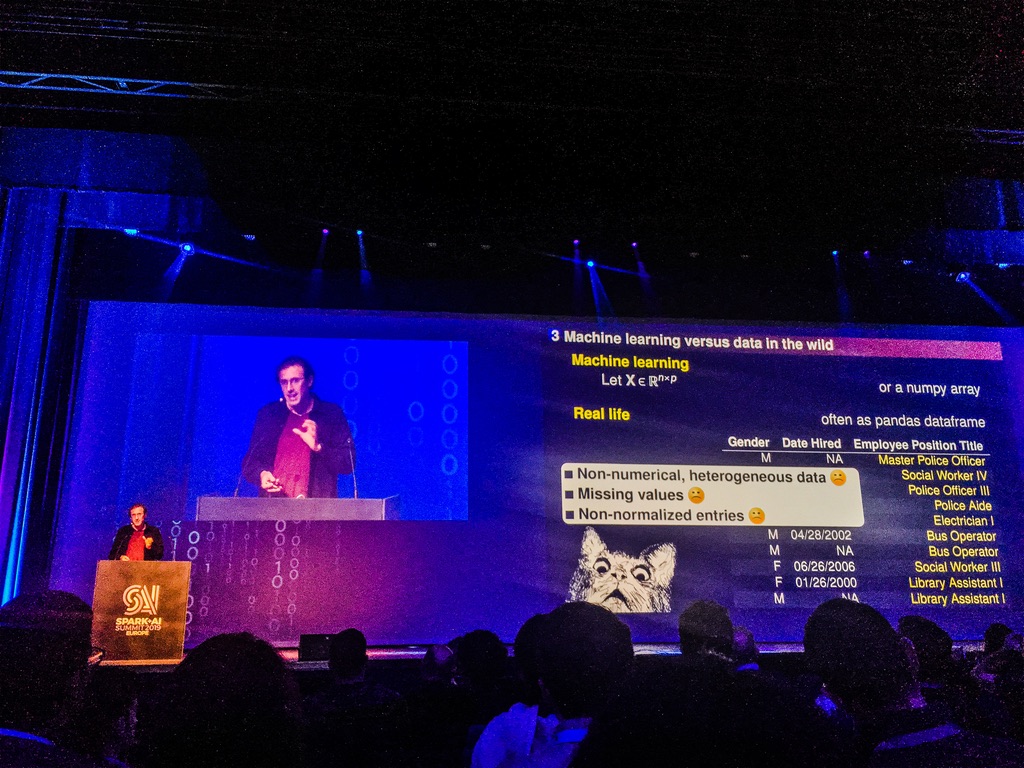 3 Machine learning versus data in the wild
Machine learning
Let X ∈ ℝⁿˣᵖ
or a numpy array
Real life
often as pandas dataframe
Gender Date Hired Employee Position Title
M NA Master Police Officer
Social Worker IV
Police Officer III
Police Aide
Electrician I
■ Non-numerical, heterogeneous data
■ Missing values
■ Non-normalized entries
M 04/28/2002 Bus Operator
M NA Bus Operator
F 06/26/2006 Social Worker III
F 01/26/2000 Library Assistant I
M NA Library Assistant I
SAI
SPARK+AI
SUMMIT 2019
EUROPE